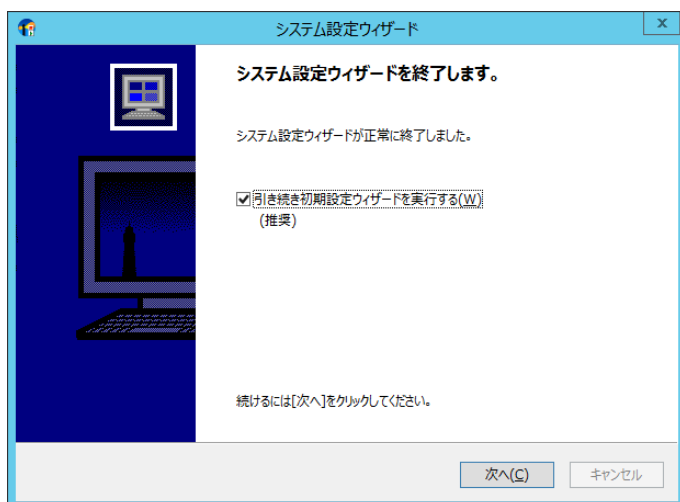 システム設定ウィザード
システム設定ウィザードを終了します。
システム設定ウィザードが正常に終了しました。
引き続き初期設定ウィザードを実行する(W)
(推奨)
続けるには[次へ]をクリックしてください。
次へ(C)
キャンセル